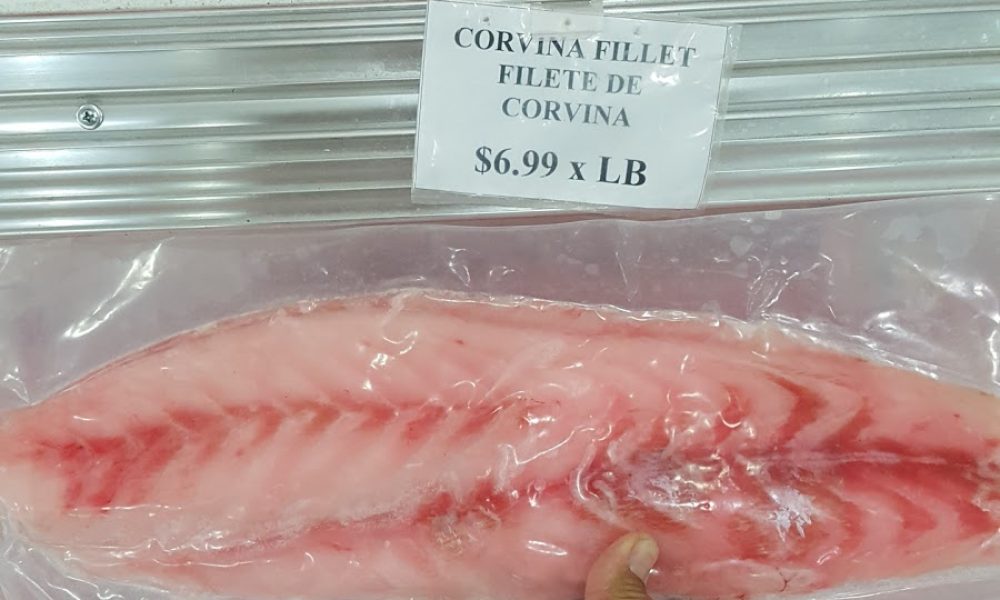 CORVINA FILLET
FILETE DE
CORVINA
$6.99 x LB